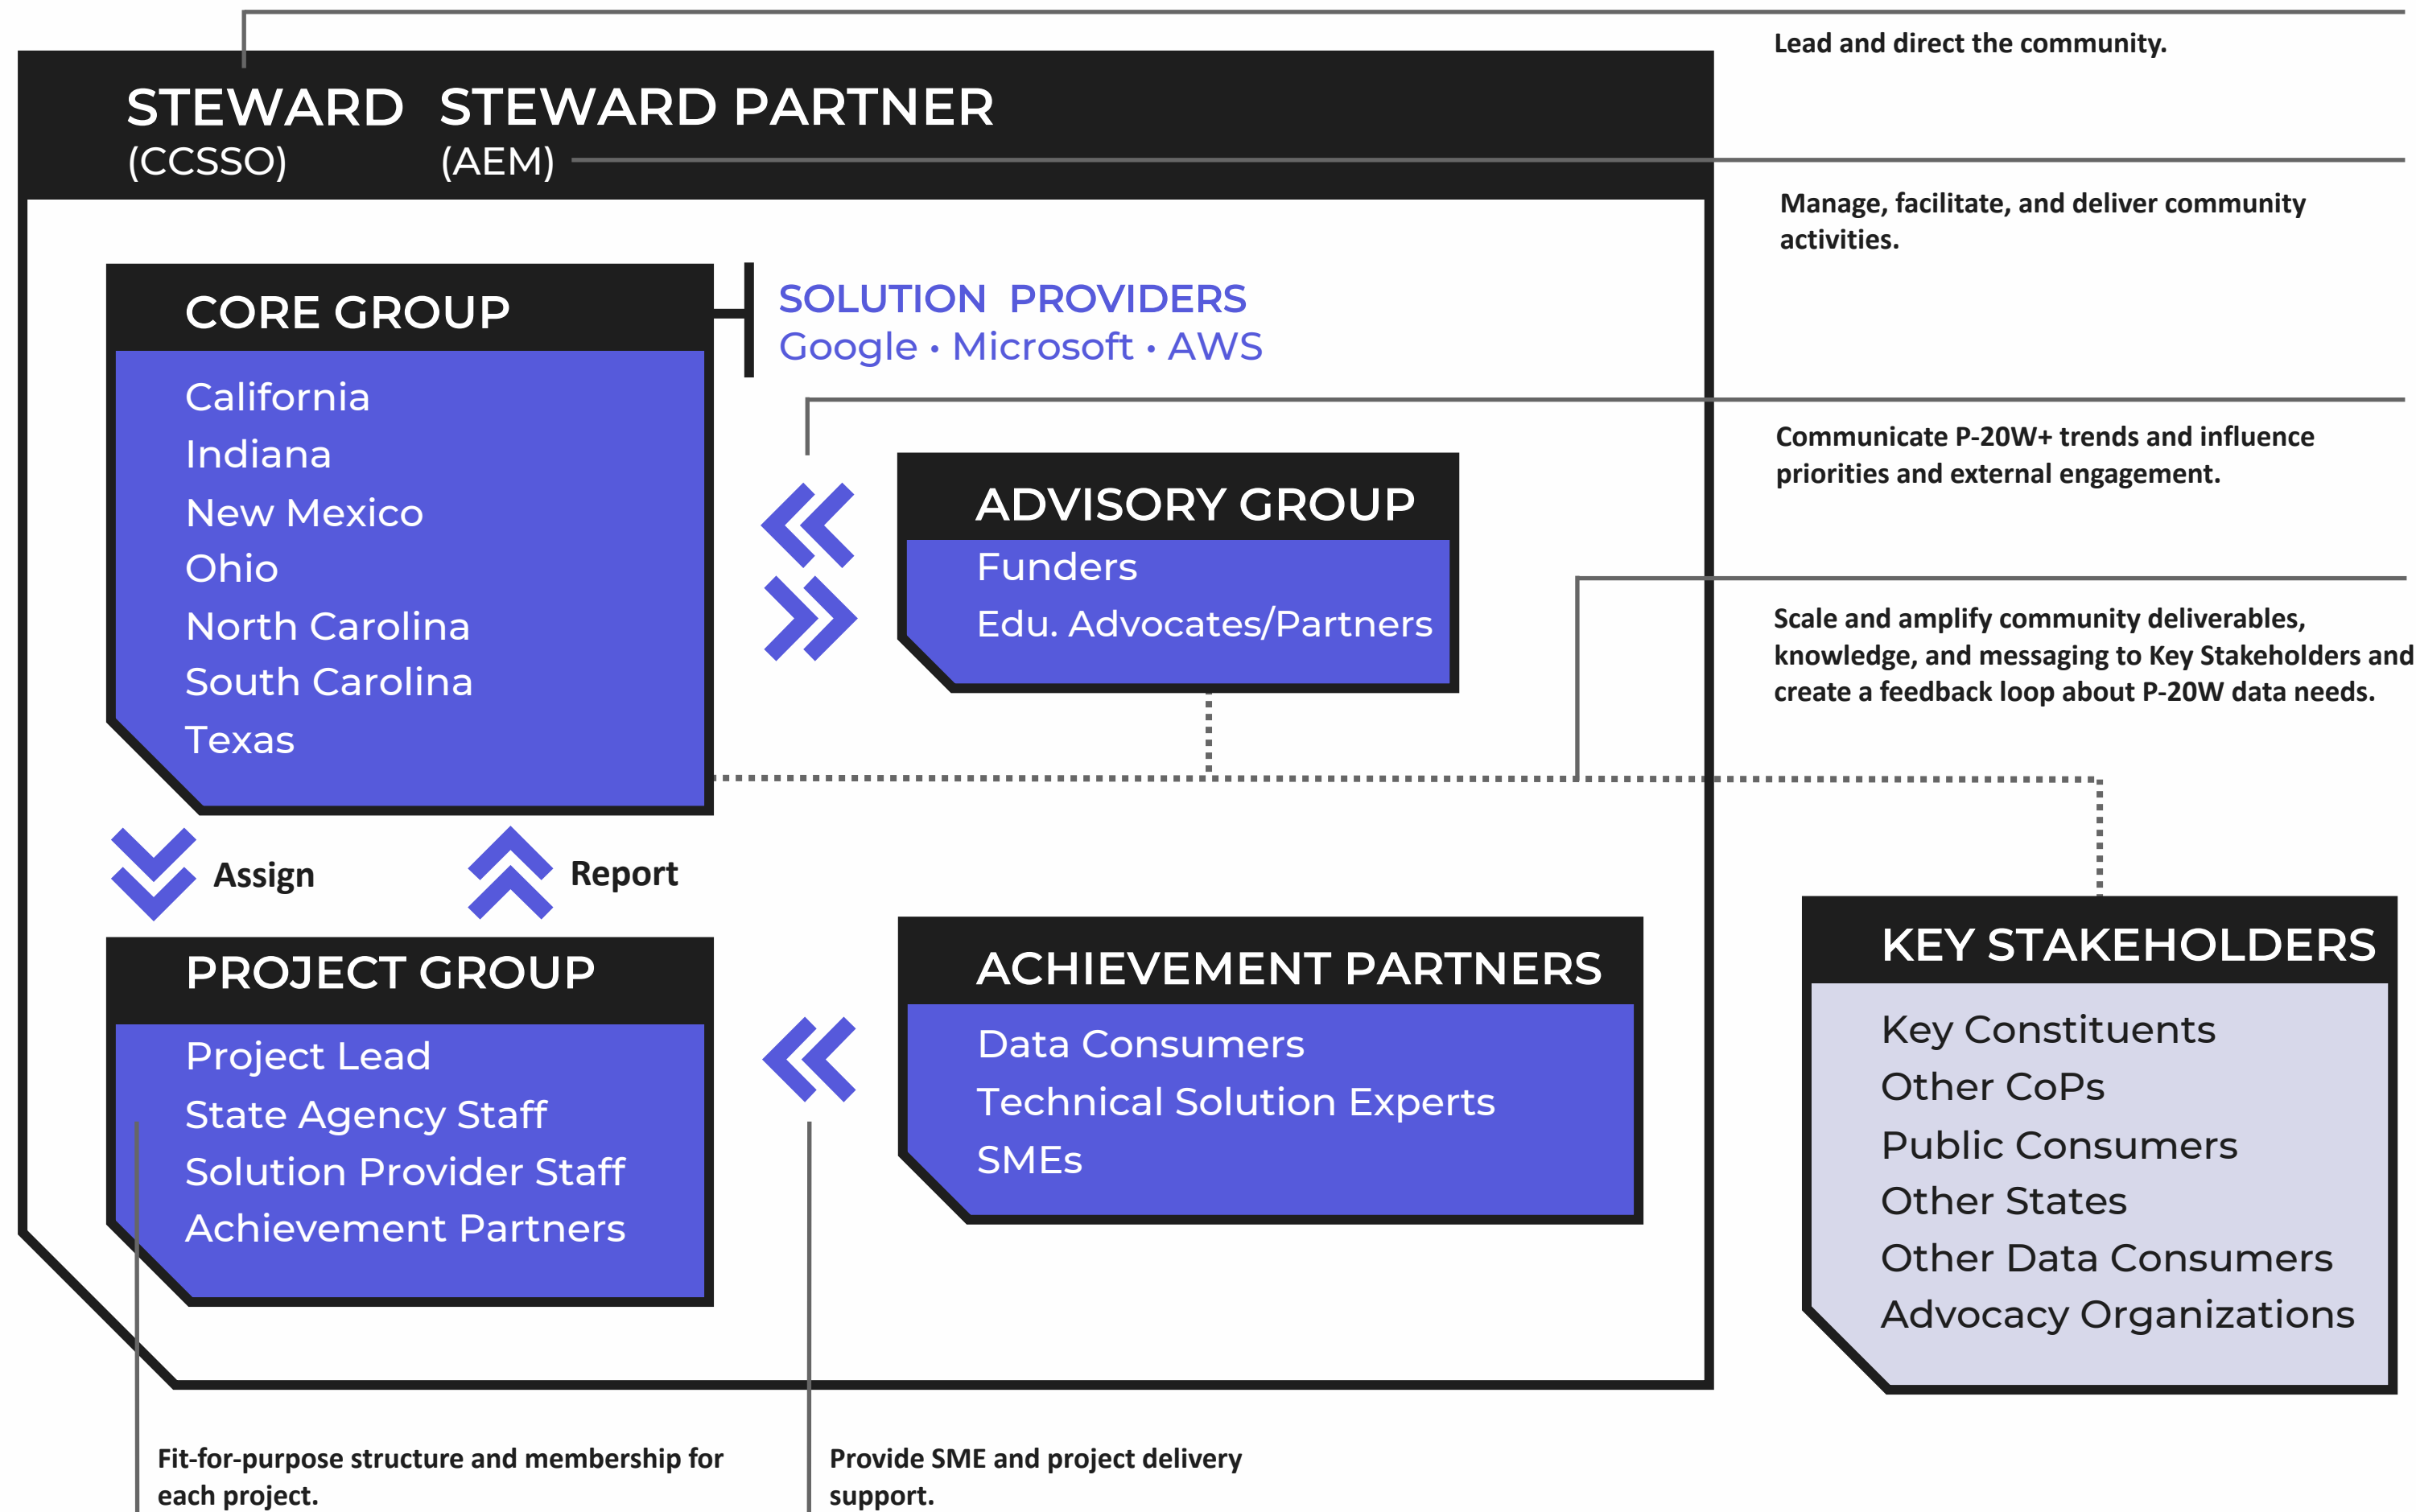 Lead and direct the community.
STEWARD STEWARD PARTNER
(CCSSO) (AEM)
Manage, facilitate, and deliver community
activities.
CORE GROUP
California
Indiana
New Mexico
Ohio
North Carolina
South Carolina
Texas
SOLUTION PROVIDERS
Google • Microsoft • AWS
Communicate P-20W+ trends and influence
priorities and external engagement.
ADVISORY GROUP
Funders
Edu. Advocates/Partners
Scale and amplify community deliverables,
knowledge, and messaging to Key Stakeholders and
create a feedback loop about P-20W data needs.
Assign
Report
PROJECT GROUP
Project Lead
State Agency Staff
Solution Provider Staff
Achievement Partners
ACHIEVEMENT PARTNERS
Data Consumers
Technical Solution Experts
SMEs
KEY STAKEHOLDERS
Key Constituents
Other CoPs
Public Consumers
Other States
Other Data Consumers
Advocacy Organizations
Fit-for-purpose structure and membership for
each project.
Provide SME and project delivery
support.